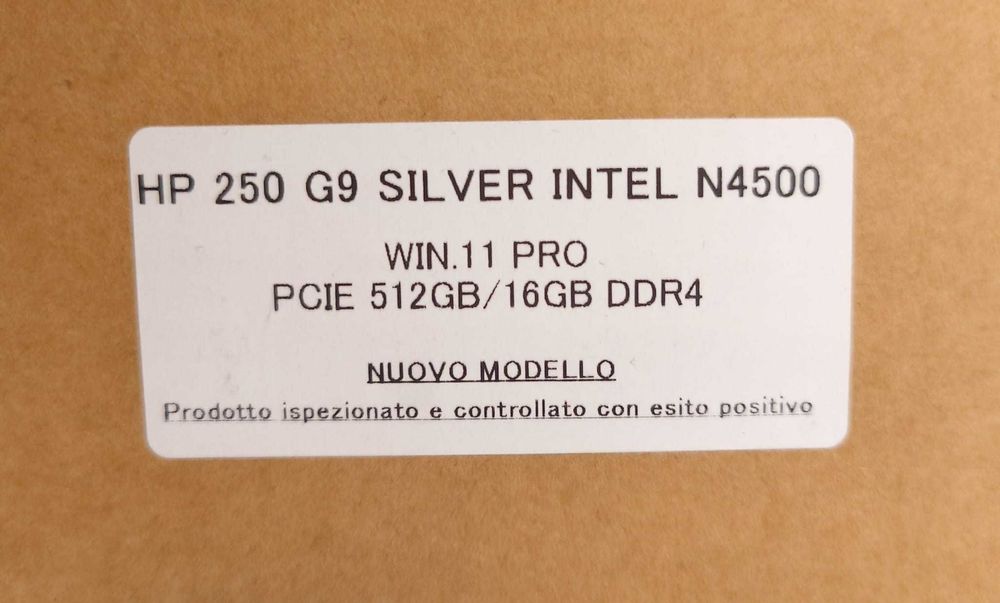 HP 250 G9 SILVER INTEL N4500
WIN.11 PRO
PCIE 512GB/16GB DDR4
NUOVO MODELLO
Prodotto ispezionato e controllato con esito positivo